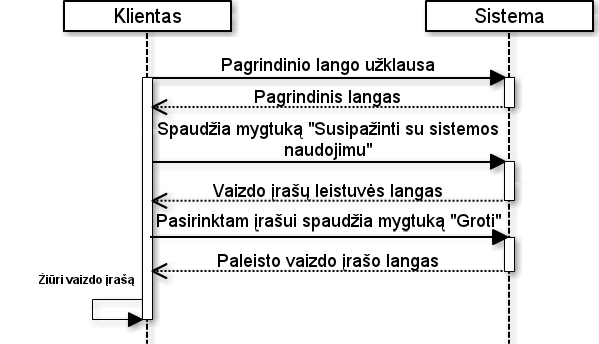 Klientas
Sistema
Pagrindinio lango užklausa
Pagrindinis langas
Spaudžia mygtuką "Susipažinti su sistemos
naudojimu"
Vaizdo įrašų leistuvės langas
Pasirinktam įrašui spaudžia mygtuką "Groti"
Paleisto vaizdo įrašo langas
Žiūri vaizdo įrašą